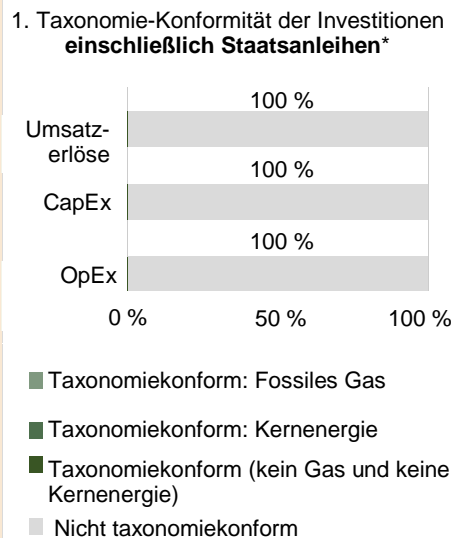 1. Taxonomie-Konformität der Investitionen
einschließlich Staatsanleihen*
100 %
Umsatz-
erlöse
100 %
CapEx
100 %
OpEx
0 % 50 % 100 %
Taxonomiekonform: Fossiles Gas
Taxonomiekonform: Kernenergie
Taxonomiekonform (kein Gas und keine
Kernenergie)
Nicht taxonomiekonform